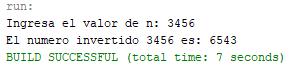 run:
Ingresa el valor de n: 3456
El numero invertido 3456 es: 6543
BUILD SUCCESSFUL (total time: 7 seconds)